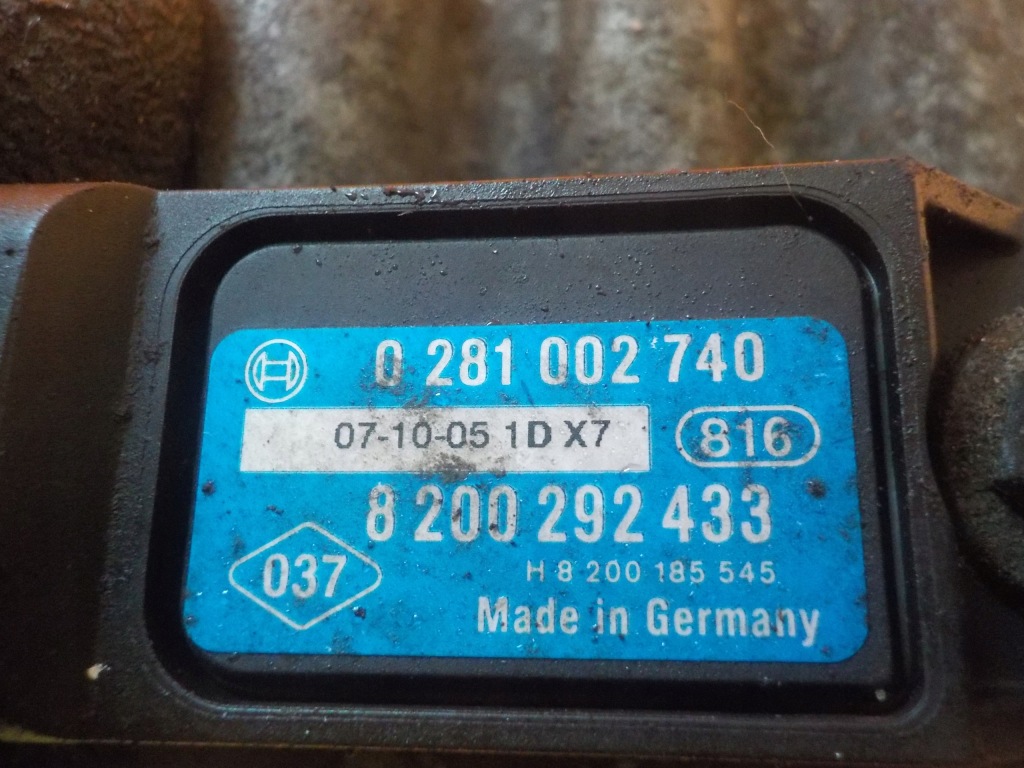 0 281 002 740
07-10-05 1D X7
816
8 200 292 433
037
H 8 200 185 545
Made in Germany